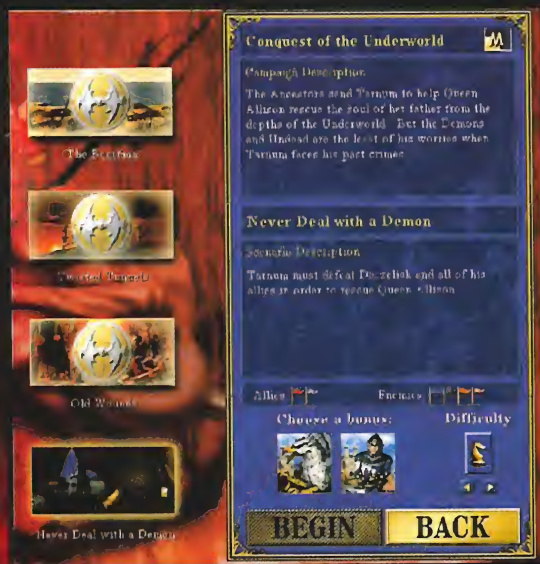 The
Twisted Tunnels
Old Wounds
Never Deal with a Demon
Conquest of the Underworld
Campaign Description
The Ancestors send Tarnum to help Queen
Allison rescue the soul of her father from the
depths of the Underworld. But the Demons
and Undead are the least of his worries when
Tarnum faces his past crimes.
Never Deal with a Demon
Scenario Description
Tarnum must defeat and all of his
allies in order to rescue Queen Allison.
Allies
Enemies
Choose a bonus:
Difficulty
BEGIN
BACK